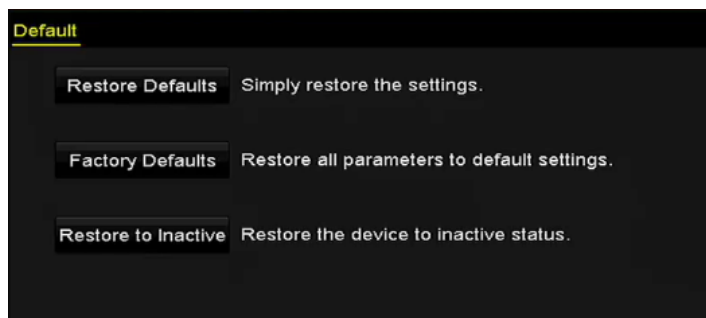 Default
Restore Defaults Simply restore the settings.
Factory Defaults Restore all parameters to default settings.
Restore to Inactive Restore the device to inactive status.